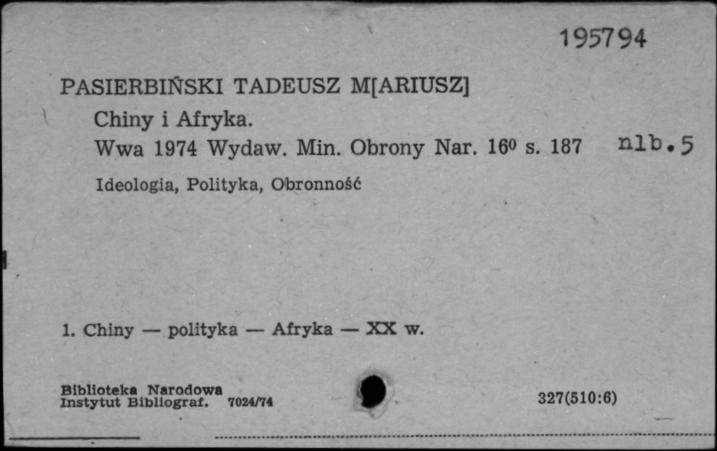 195794
PASIERBIŃSKI TADEUSZ M[ARIUSZ]
Chiny i Afryka.
Wwa 1974 Wydaw. Min. Obrony Nar. 16⁰ s. 187 nlb. 5
Ideologia, Polityka, Obronność
1. Chiny — polityka — Afryka — XX w.
Biblioteka Narodowa
Instytut Bibliograf. 7024/74
327(510:6)